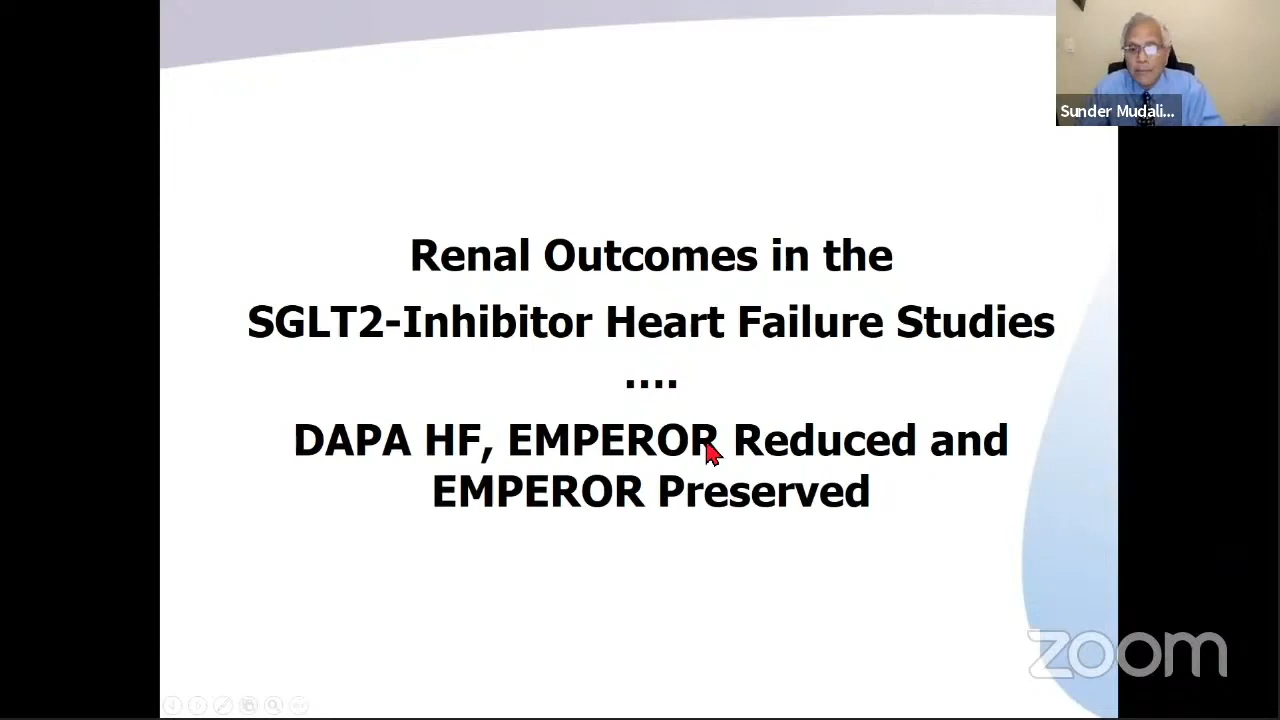 Sunder Mudali...
Renal Outcomes in the
SGLT2-Inhibitor Heart Failure Studies
....
DAPA HF, EMPEROR Reduced and
EMPEROR Preserved
zoom